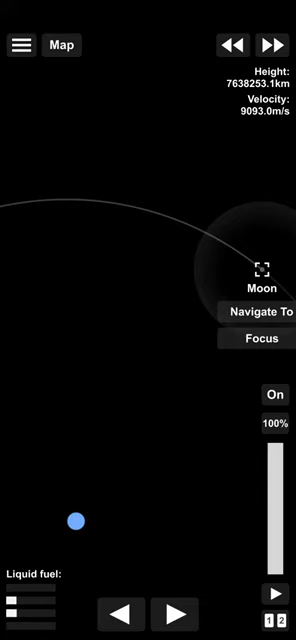 Map
Height:
7638253.1km
Velocity:
9093.0m/s
Moon
Navigate To
Focus
On
100%
Liquid fuel:
1 2